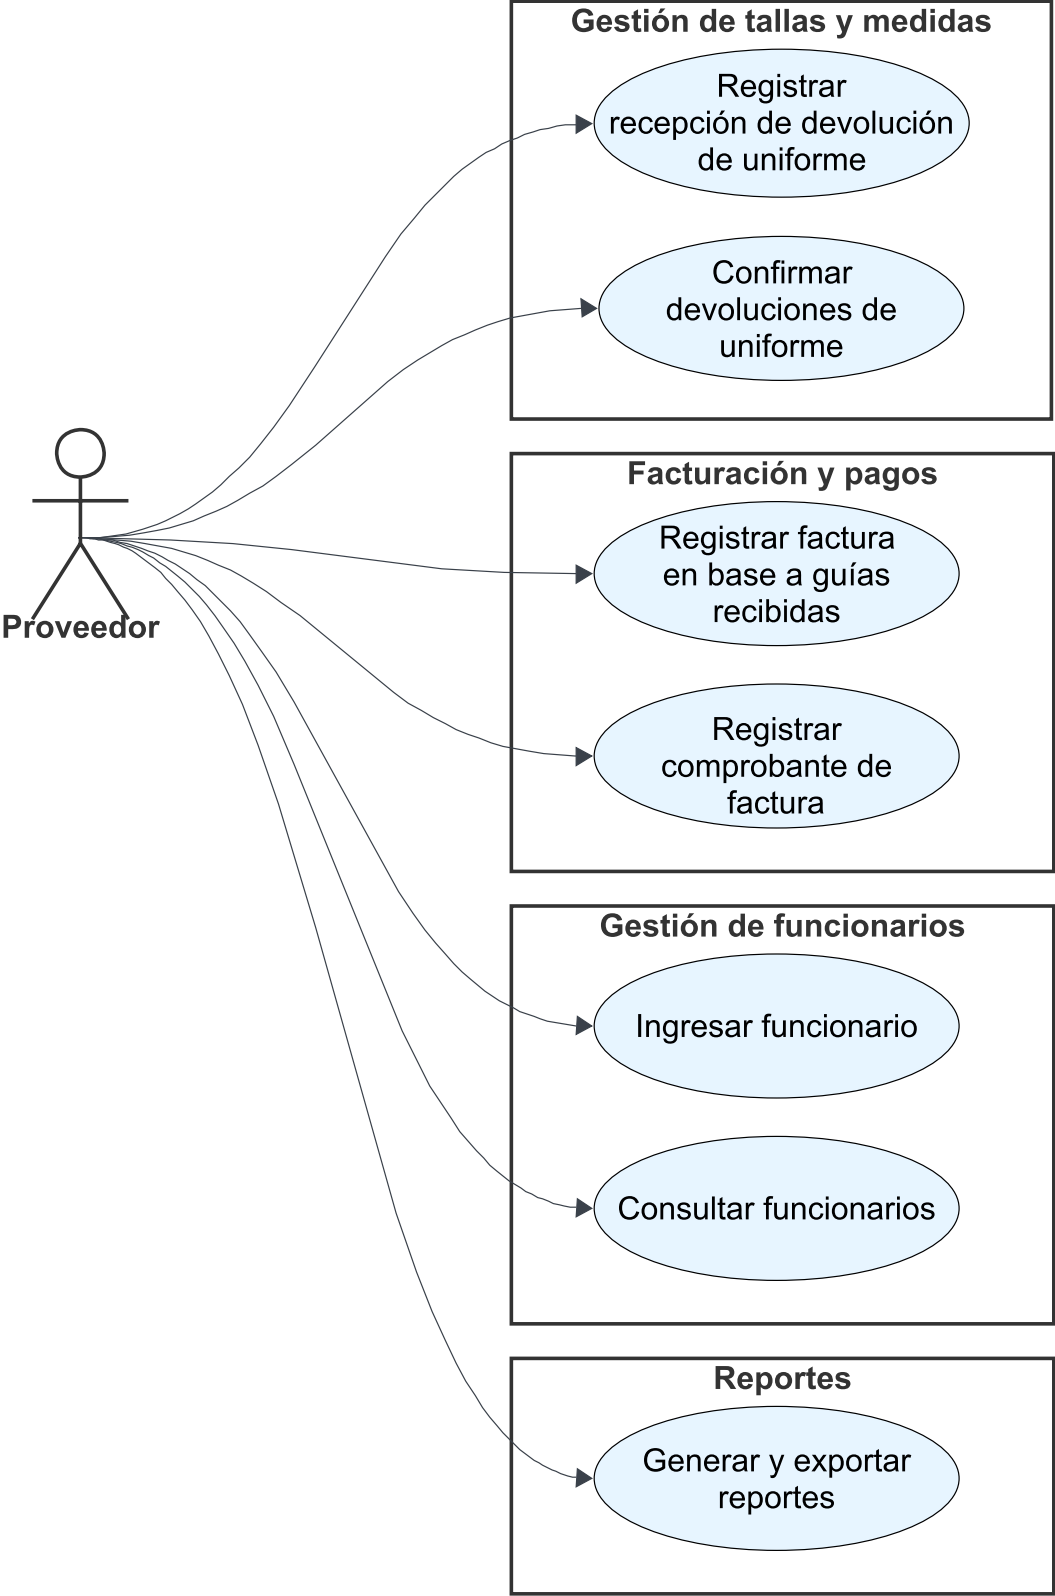 Gestión de tallas y medidas
Registrar
recepción de devolución
de uniforme
Confirmar
devoluciones de
uniforme
Proveedor
Facturación y pagos
Registrar factura
en base a guías
recibidas
Registrar
comprobante de
factura
Gestión de funcionarios
Ingresar funcionario
Consultar funcionarios
Reportes
Generar y exportar
reportes